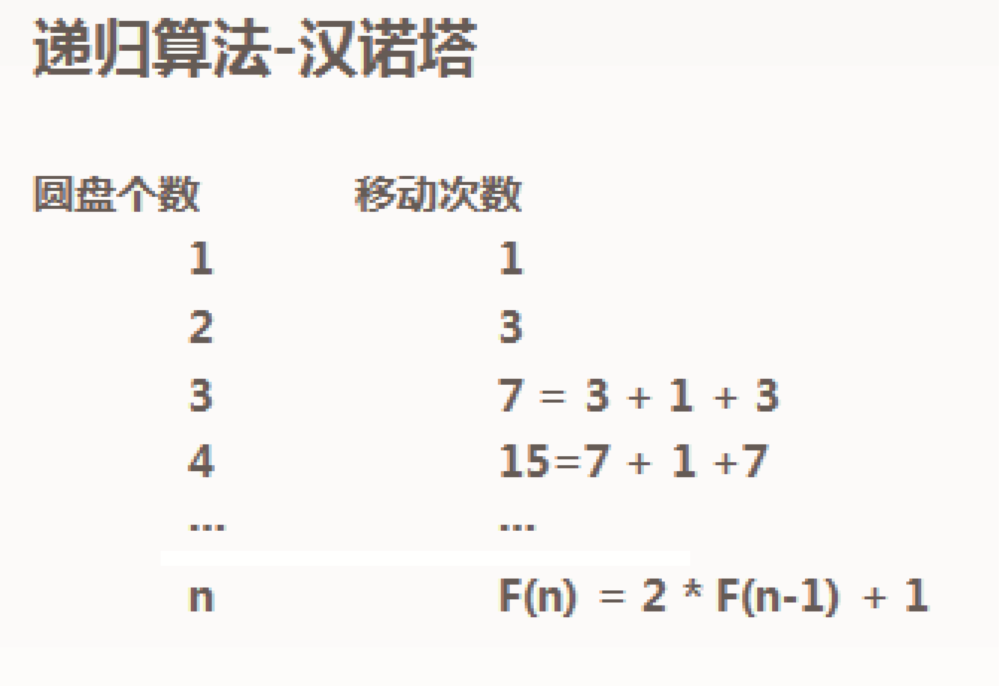 递归算法-汉诺塔
圆盘个数 移动次数
1 1
2 3
3 7 = 3 + 1 + 3
4 15=7 + 1 +7
... ...
n F(n) = 2 * F(n-1) + 1